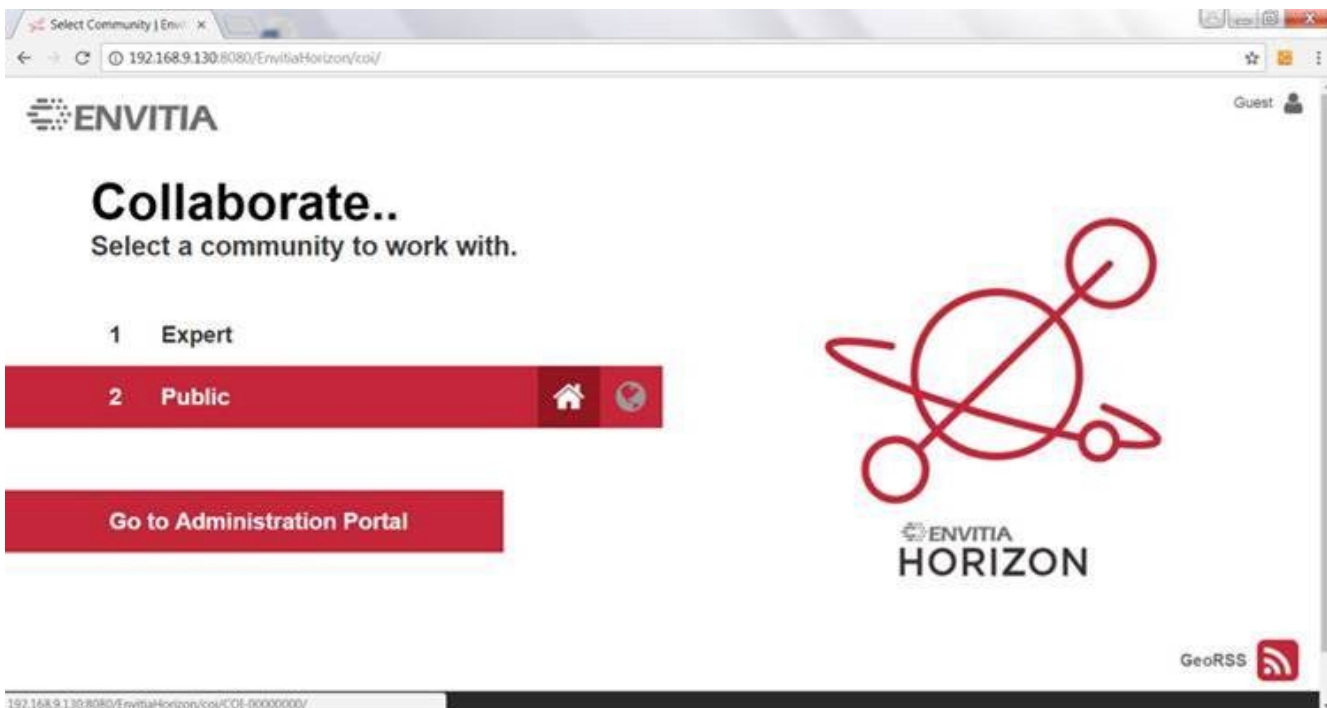 Select Community | Envi
192.168.9.130:8080/EnvitiaHorizon/coi/
ENVITIA
Guest
Collaborate..
Select a community to work with.
1 Expert
2 Public
Go to Administration Portal
ENVITIA
HORIZON
GeoRSS
192.168.9.130:8080/EnvitiaHorizon/coi/COI-00000000/